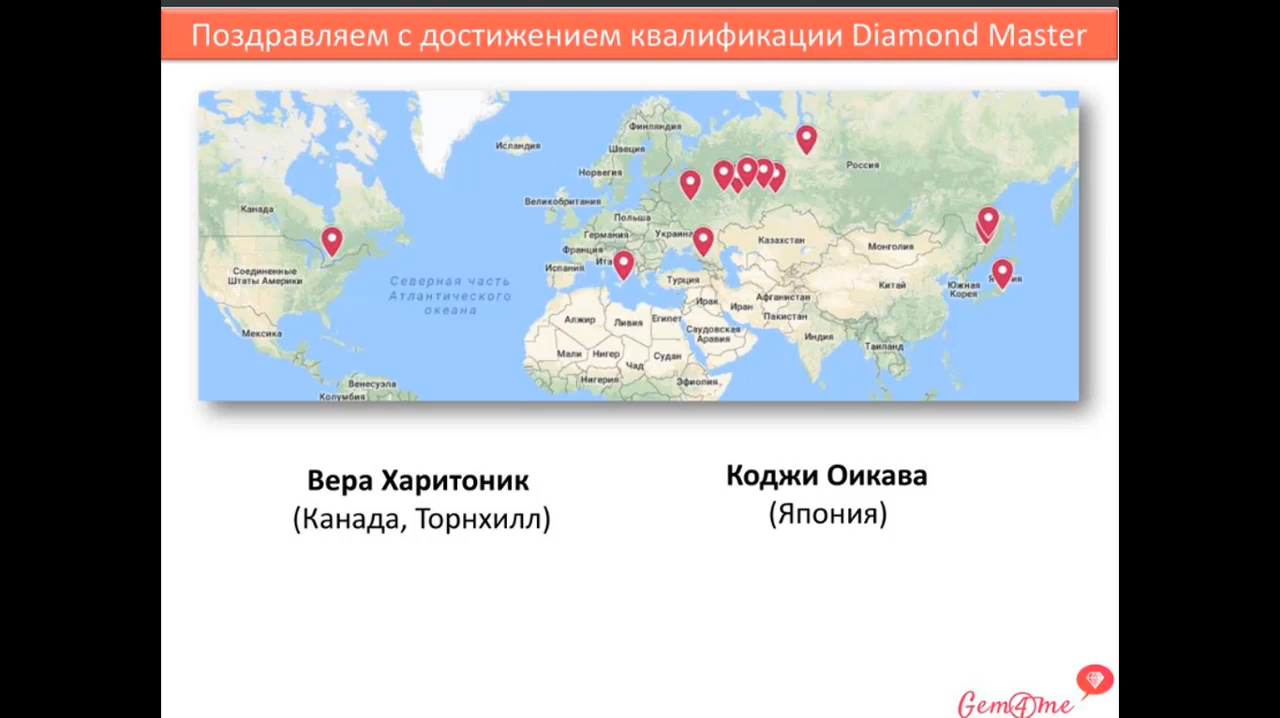 Поздравляем с достижением квалификации Diamond Master
Финляндия
Исландия
Швеция
Россия
Норвегия
Великобритания
Канада
Польша
Германия
Украина
Казахстан
Монголия
Франция
Ита
Испания
Соединенные
Штаты Америки
Северная часть
Атлантического
океана
Турция
Китай
Южная
Корея
Ирак
Иран
Афганистан
Пакистан
Алжир
Ливия
Египет
Саудовская
Аравия
Мексика
Индия
Таиланд
Мали
Нигер
Чад
Судан
Нигерия
Эфиопия
Венесуэла
Колумбия
Вера Харитоник
(Канада, Торнхилл)
Коджи Оикава
(Япония)
Gem4me